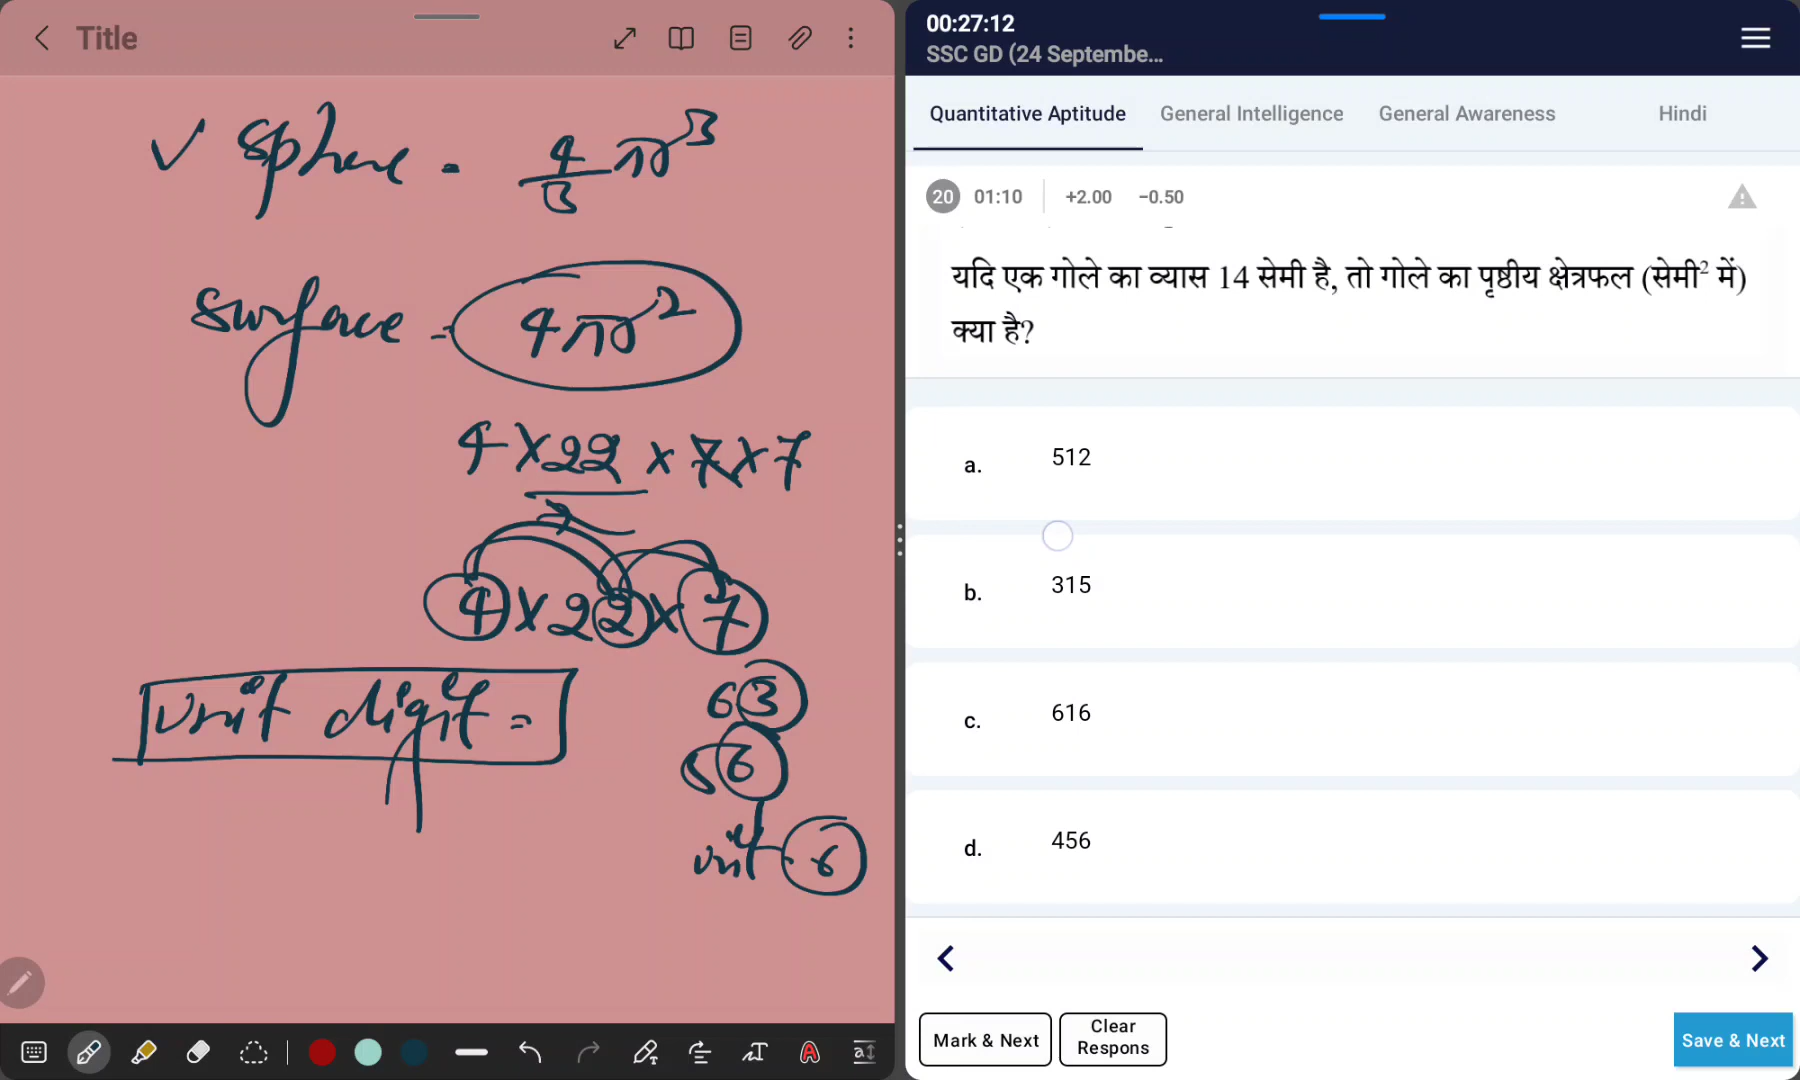 Title
✓ Sphere = 4/3 πr³
Surface = 4πr²
4 × 22/7 × 7 × 7
4 × 22 × 7
Unit digit =
63
56
unit 6
00:27:12
SSC GD (24 Septembe...
Quantitative Aptitude General Intelligence General Awareness Hindi
20 01:10 +2.00 −0.50
यदि एक गोले का व्यास 14 सेमी है, तो गोले का पृष्ठीय क्षेत्रफल (सेमी² में)
क्या है?
a. 512
b. 315
c. 616
d. 456
Mark & Next
Clear
Respons
Save & Next